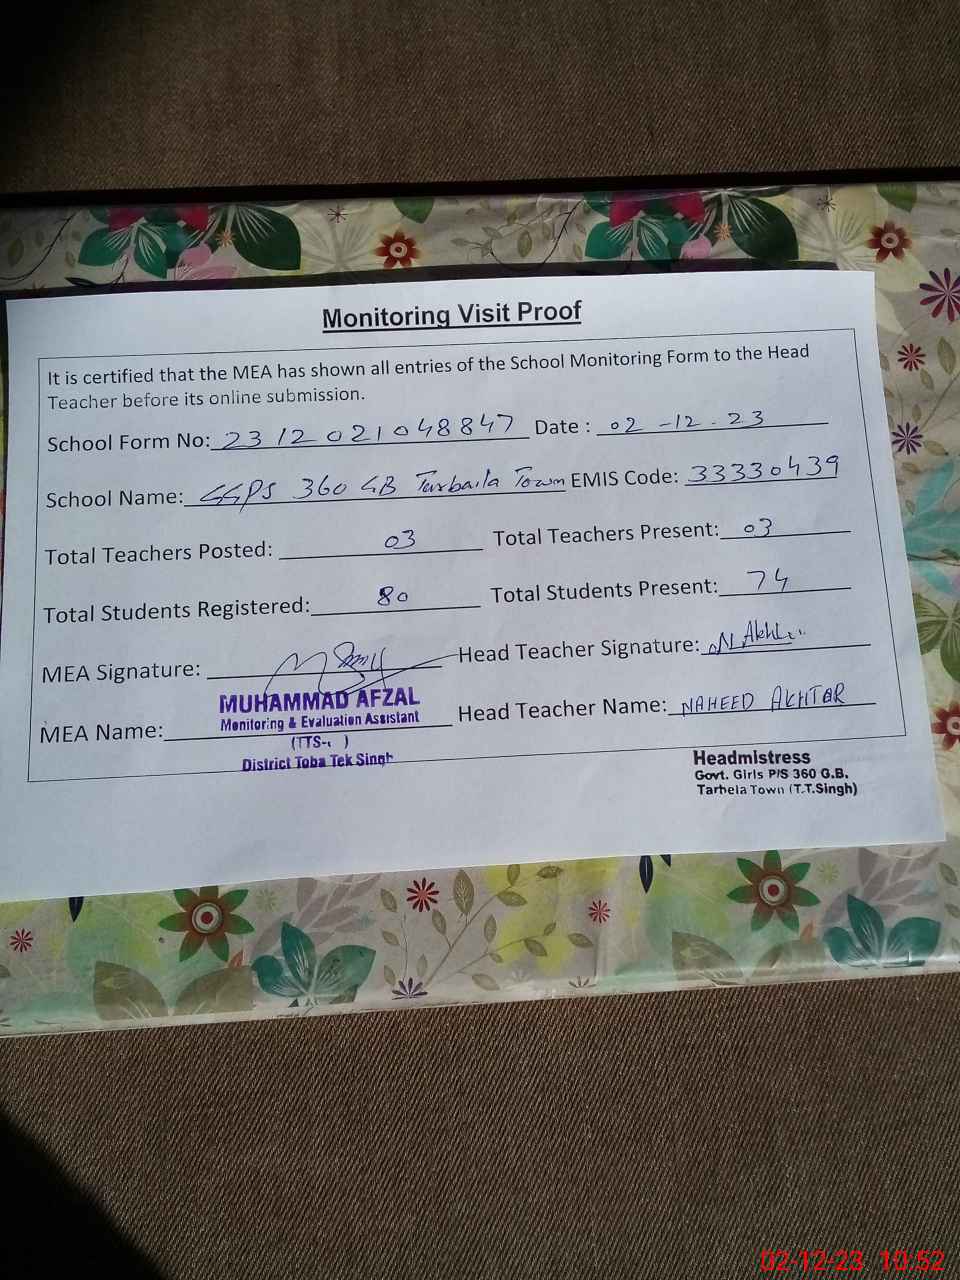 Monitoring Visit Proof
It is certified that the MEA has shown all entries of the School Monitoring Form to the Head
Teacher before its online submission.
School Form No: 2312021048847 Date : 02-12-23
School Name: GGPS 360 GB Tarbaila Town EMIS Code: 33330439
Total Teachers Posted: 03 Total Teachers Present: 03
Total Students Registered: 80 Total Students Present: 74
MEA Signature: Head Teacher Signature: N.Akhtar
MEA Name: MUHAMMAD AFZAL Head Teacher Name: NAHEED AKHTAR
Monitoring & Evaluation Assistant
(TTS- )
District Toba Tek Singh
Headmistress
Govt. Girls P/S 360 G.B.
Tarbela Town (T.T.Singh)
02-12-23 10:52